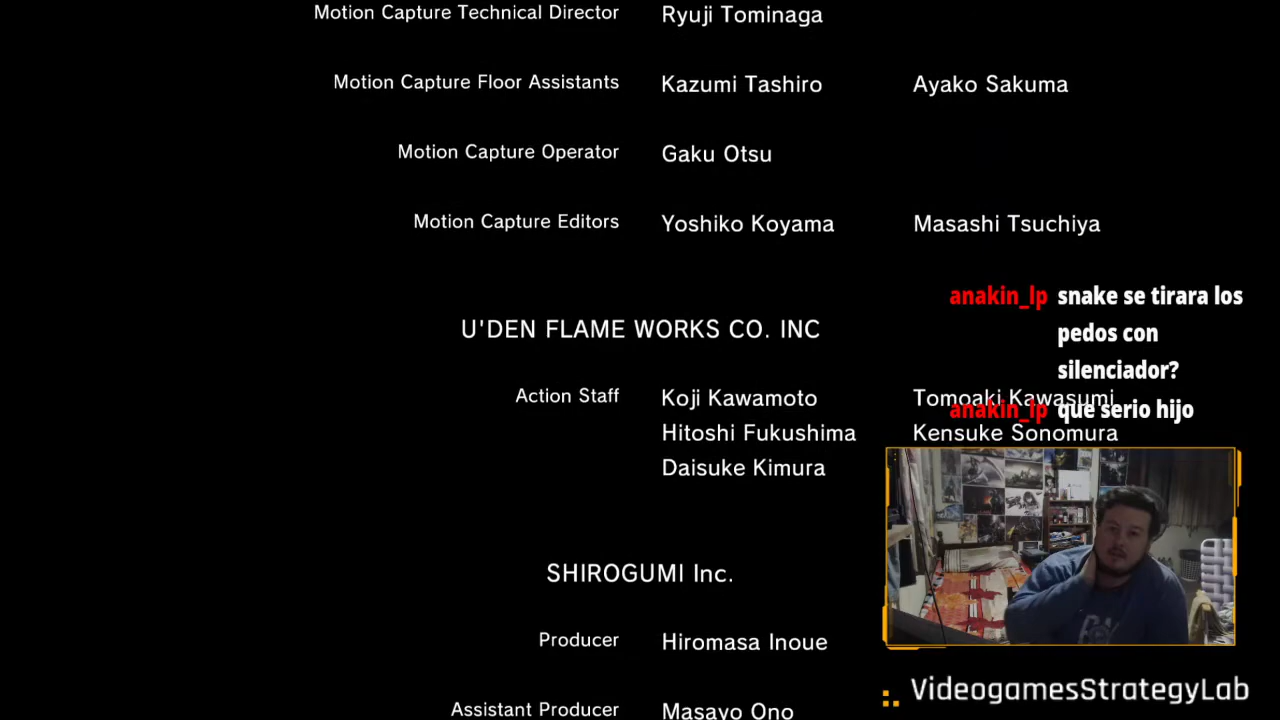 Motion Capture Technical Director Ryuji Tominaga
Motion Capture Floor Assistants Kazumi Tashiro Ayako Sakuma
Motion Capture Operator Gaku Otsu
Motion Capture Editors Yoshiko Koyama Masashi Tsuchiya
anakin_lp snake se tirara los
pedos con
silenciador?
anakin_lp que serio hijo
U'DEN FLAME WORKS CO. INC
Action Staff Koji Kawamoto Tomoaki Kawasumi
Hitoshi Fukushima Kensuke Sonomura
Daisuke Kimura
SHIROGUMI Inc.
Producer Hiromasa Inoue
Assistant Producer Masayo Ono
VideogamesStrategyLab